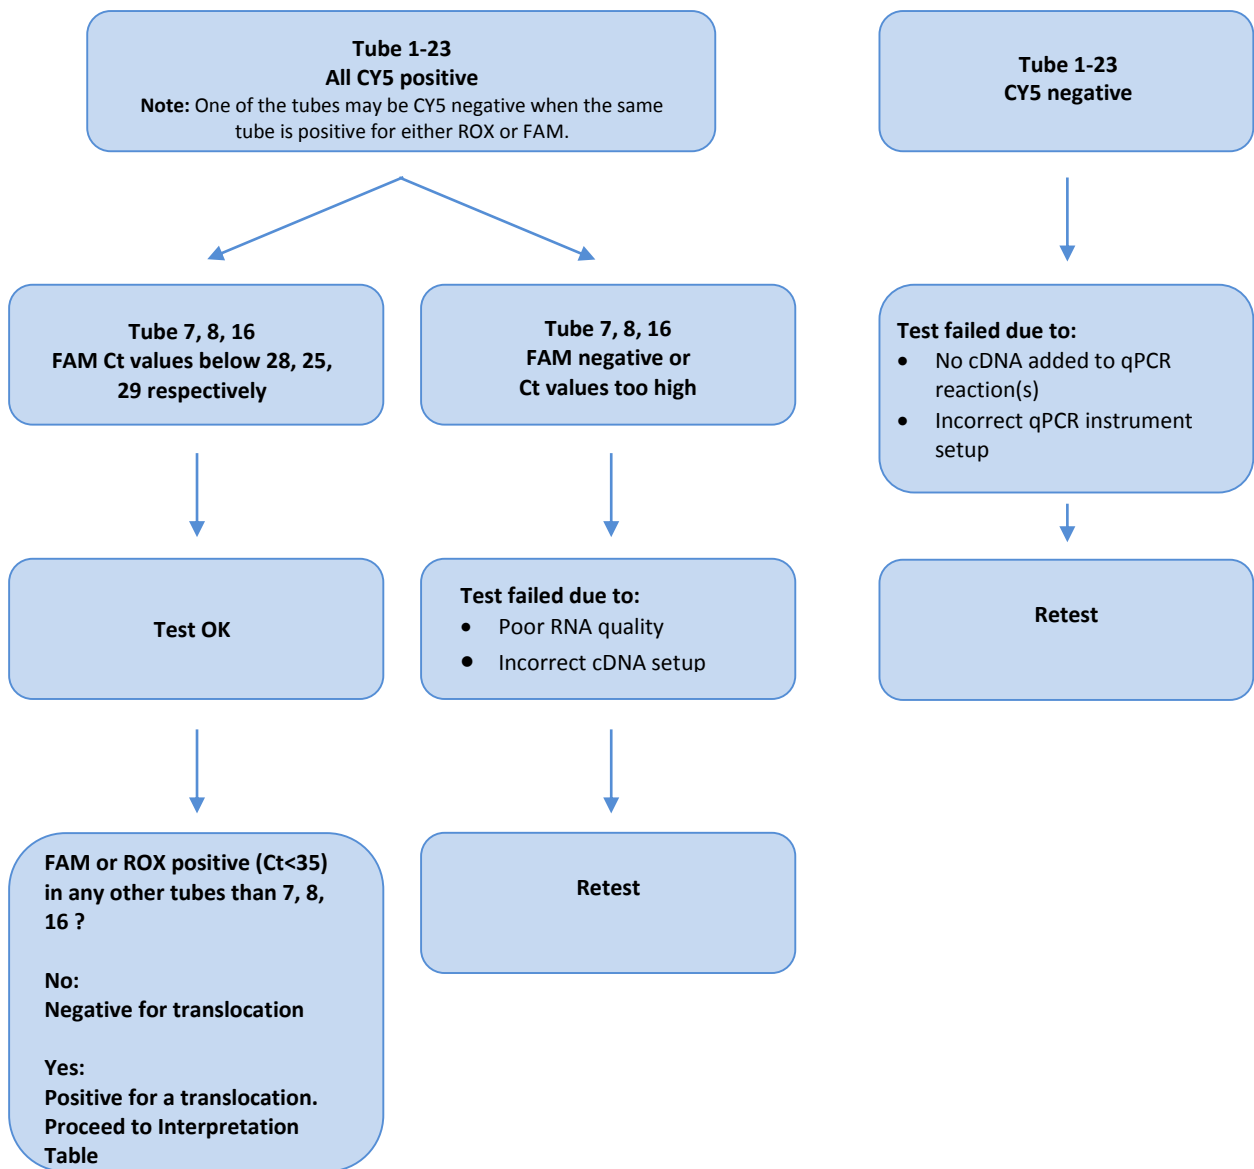 Tube 1-23
All CY5 positive
Note: One of the tubes may be CY5 negative when the same
tube is positive for either ROX or FAM.
Tube 1-23
CY5 negative
Tube 7, 8, 16
FAM Ct values below 28, 25,
29 respectively
Tube 7, 8, 16
FAM negative or
Ct values too high
Test failed due to:
• No cDNA added to qPCR
reaction(s)
• Incorrect qPCR instrument
setup
Test OK
Test failed due to:
• Poor RNA quality
• Incorrect cDNA setup
Retest
FAM or ROX positive (Ct<35)
in any other tubes than 7, 8,
16 ?
No:
Negative for translocation
Yes:
Positive for a translocation.
Proceed to Interpretation
Table
Retest